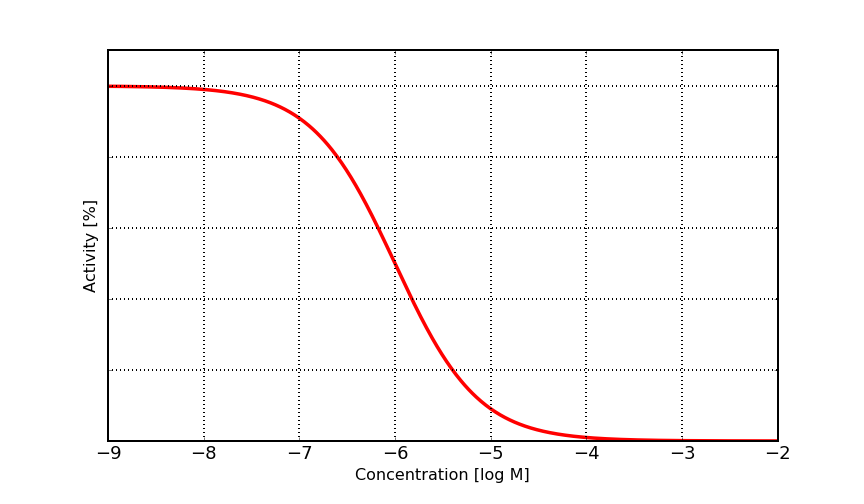 Activity [%]
−9 −8 −7 −6 −5 −4 −3 −2
Concentration [log M]